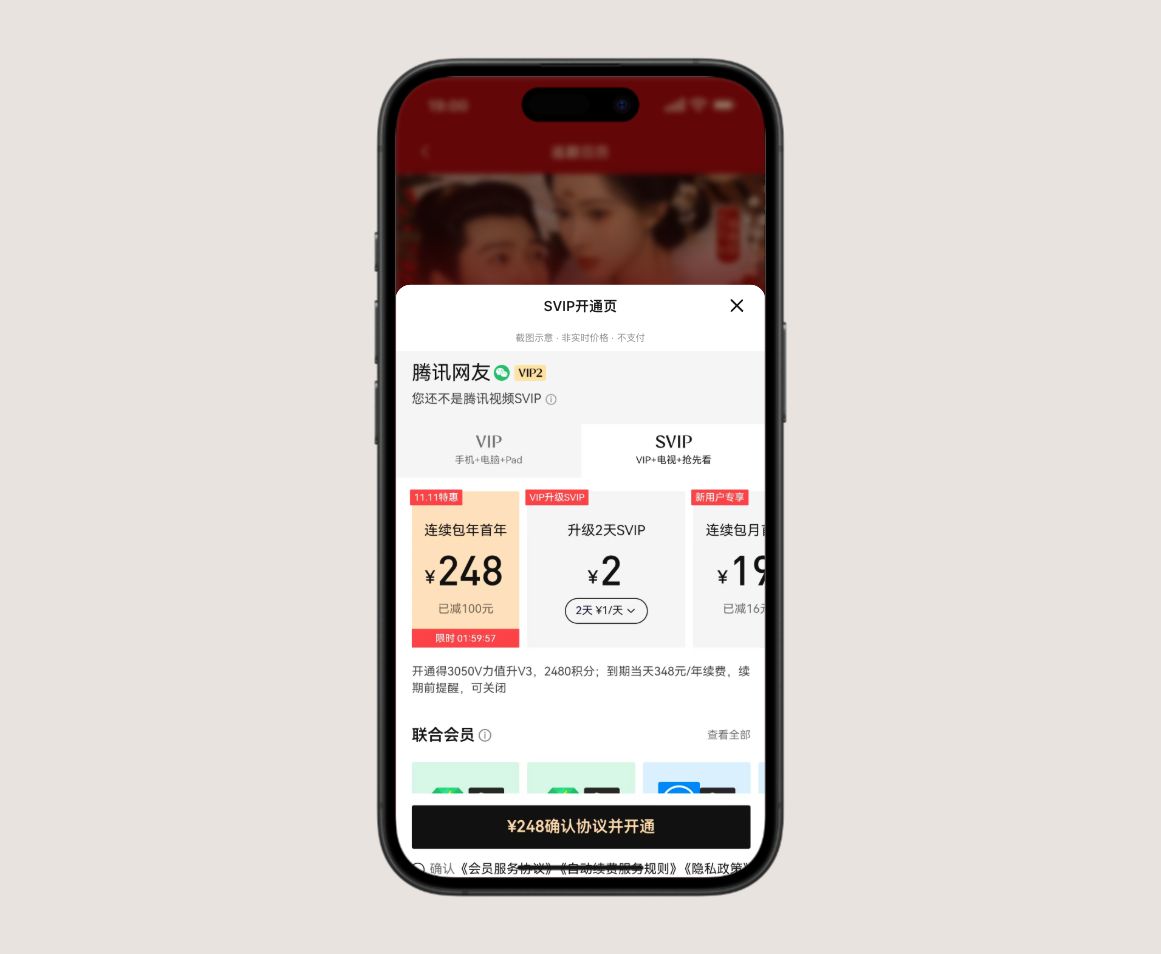 19:00
SVIP开通页
截图示意 · 非实时价格 · 不支付
腾讯网友 VIP2
您还不是腾讯视频SVIP
VIP
手机+电脑+Pad
SVIP
VIP+电视+抢先看
11.11特惠
连续包年首年
¥248
已减100元
限时 01:59:57
VIP升级SVIP
升级2天SVIP
¥2
2天 ¥1/天
新用户专享
连续包月
¥19
已减16元
开通得3050V力值升V3，2480积分；到期当天348元/年续费，续
期前提醒，可关闭
联合会员
查看全部
¥248确认协议并开通
确认《会员服务协议》《自动续费服务规则》《隐私政策》